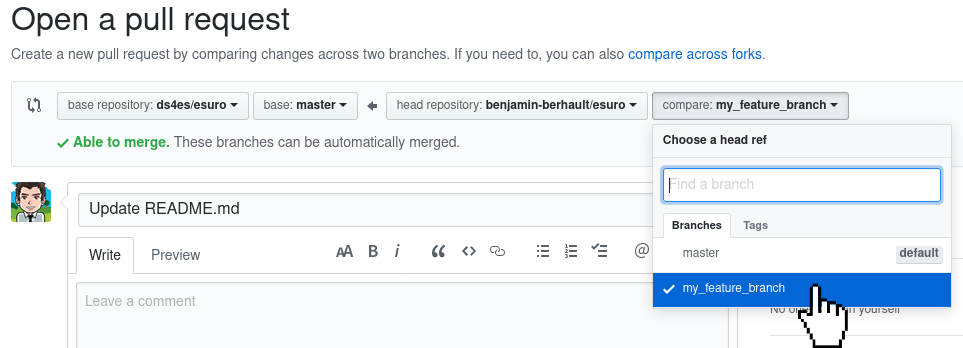 Open a pull request
Create a new pull request by comparing changes across two branches. If you need to, you can also compare across forks.
base repository: ds4es/esuro base: master head repository: benjamin-berhault/esuro compare: my_feature_branch
Able to merge. These branches can be automatically merged.
Choose a head ref
Find a branch
Branches Tags
master default
my_feature_branch
Update README.md
Write Preview
AA B i @
Leave a comment
yourself